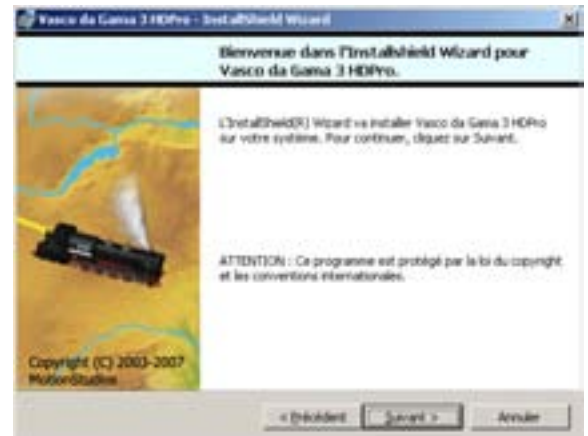 Vasco da Gama 3 HDPro - InstallShield Wizard
Bienvenue dans l'Installshield Wizard pour
Vasco da Gama 3 HDPro.
L'InstallShield(R) Wizard va installer Vasco da Gama 3 HDPro
sur votre système. Pour continuer, cliquez sur Suivant.
ATTENTION : Ce programme est protégé par la loi du copyright
et les conventions internationales.
Copyright (C) 2003-2007
MotionStudios
< Précédent
Suivant >
Annuler